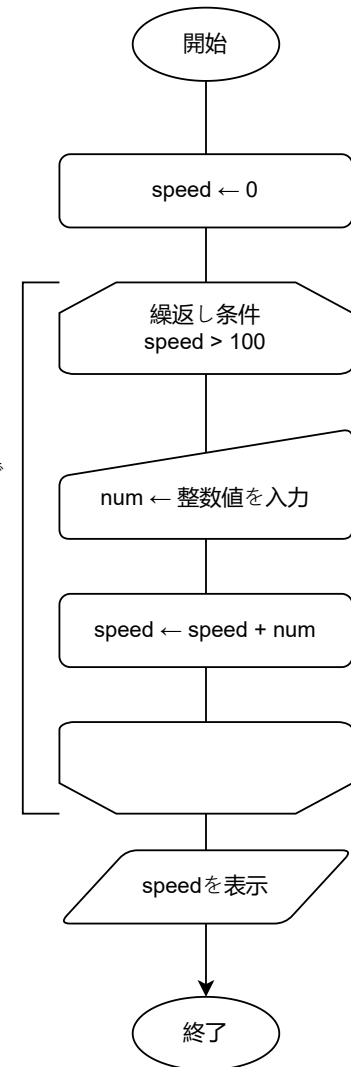 開始
speed ← 0
繰返し条件
speed > 100
num ← 整数値を入力
speed ← speed + num
speedを表示
終了